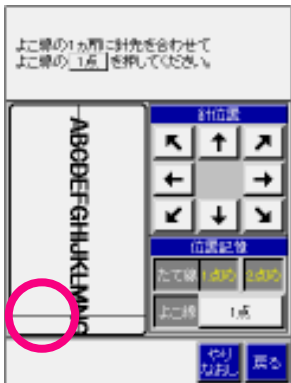 よこ線の1ヵ所に針先を合わせて
よこ線の 1点 を押してください。
ABCDEFGHIJKLMNG
針位置
位置記憶
たて線 1点め 2点め
よこ線 1点
やり
なおし
戻る